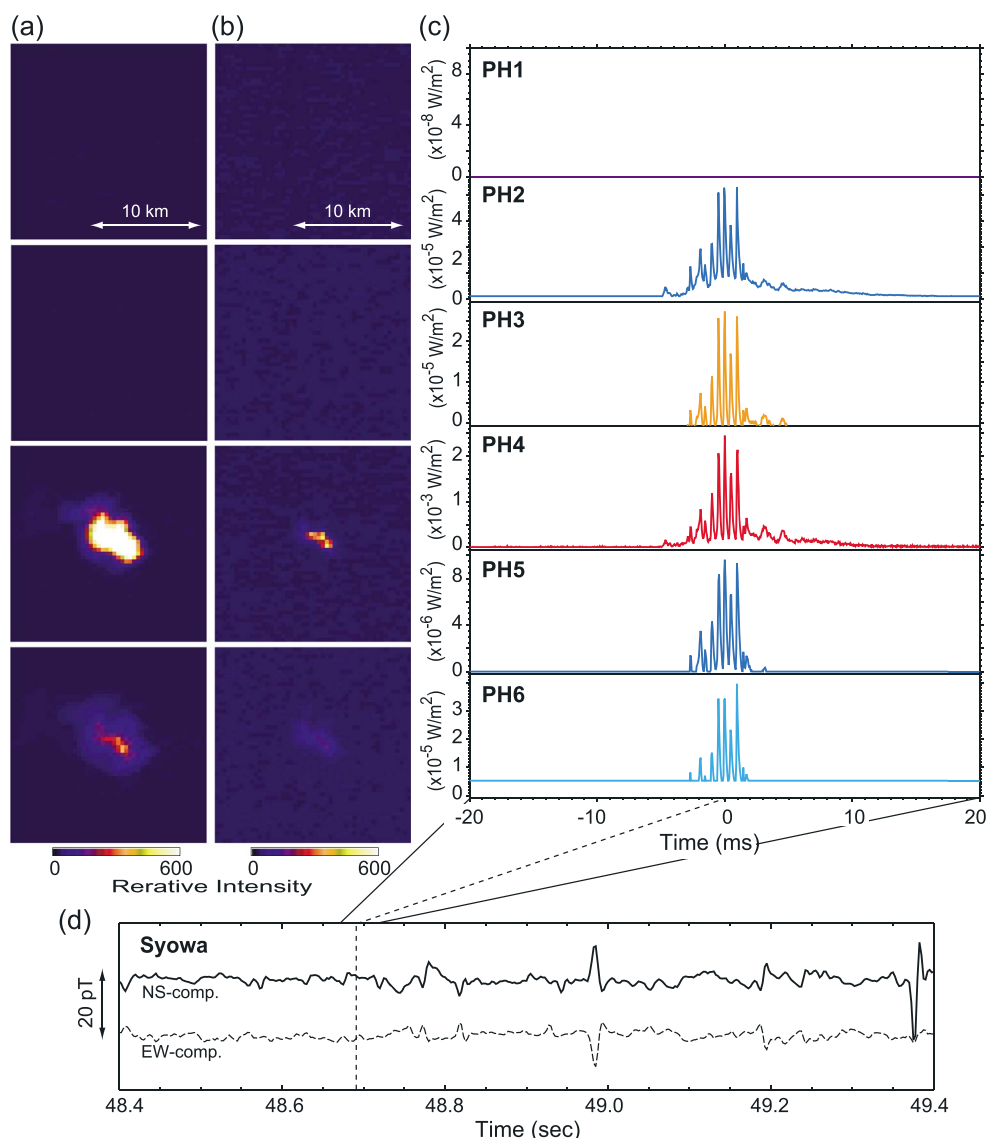 (a)
(b)
(c)
10 km
10 km
0 600
0 600
Rerative Intensity
PH1
(x10⁻⁸ W/m²)
8
4
0
PH2
(x10⁻⁵ W/m²)
4
2
0
PH3
(x10⁻⁵ W/m²)
2
1
0
PH4
(x10⁻³ W/m²)
2
1
0
PH5
(x10⁻⁶ W/m²)
8
4
0
PH6
(x10⁻⁵ W/m²)
3
2
1
0
-20 -10 0 10 20
Time (ms)
(d)
Syowa
20 pT
NS-comp.
EW-comp.
48.4 48.6 48.8 49.0 49.2 49.4
Time (sec)